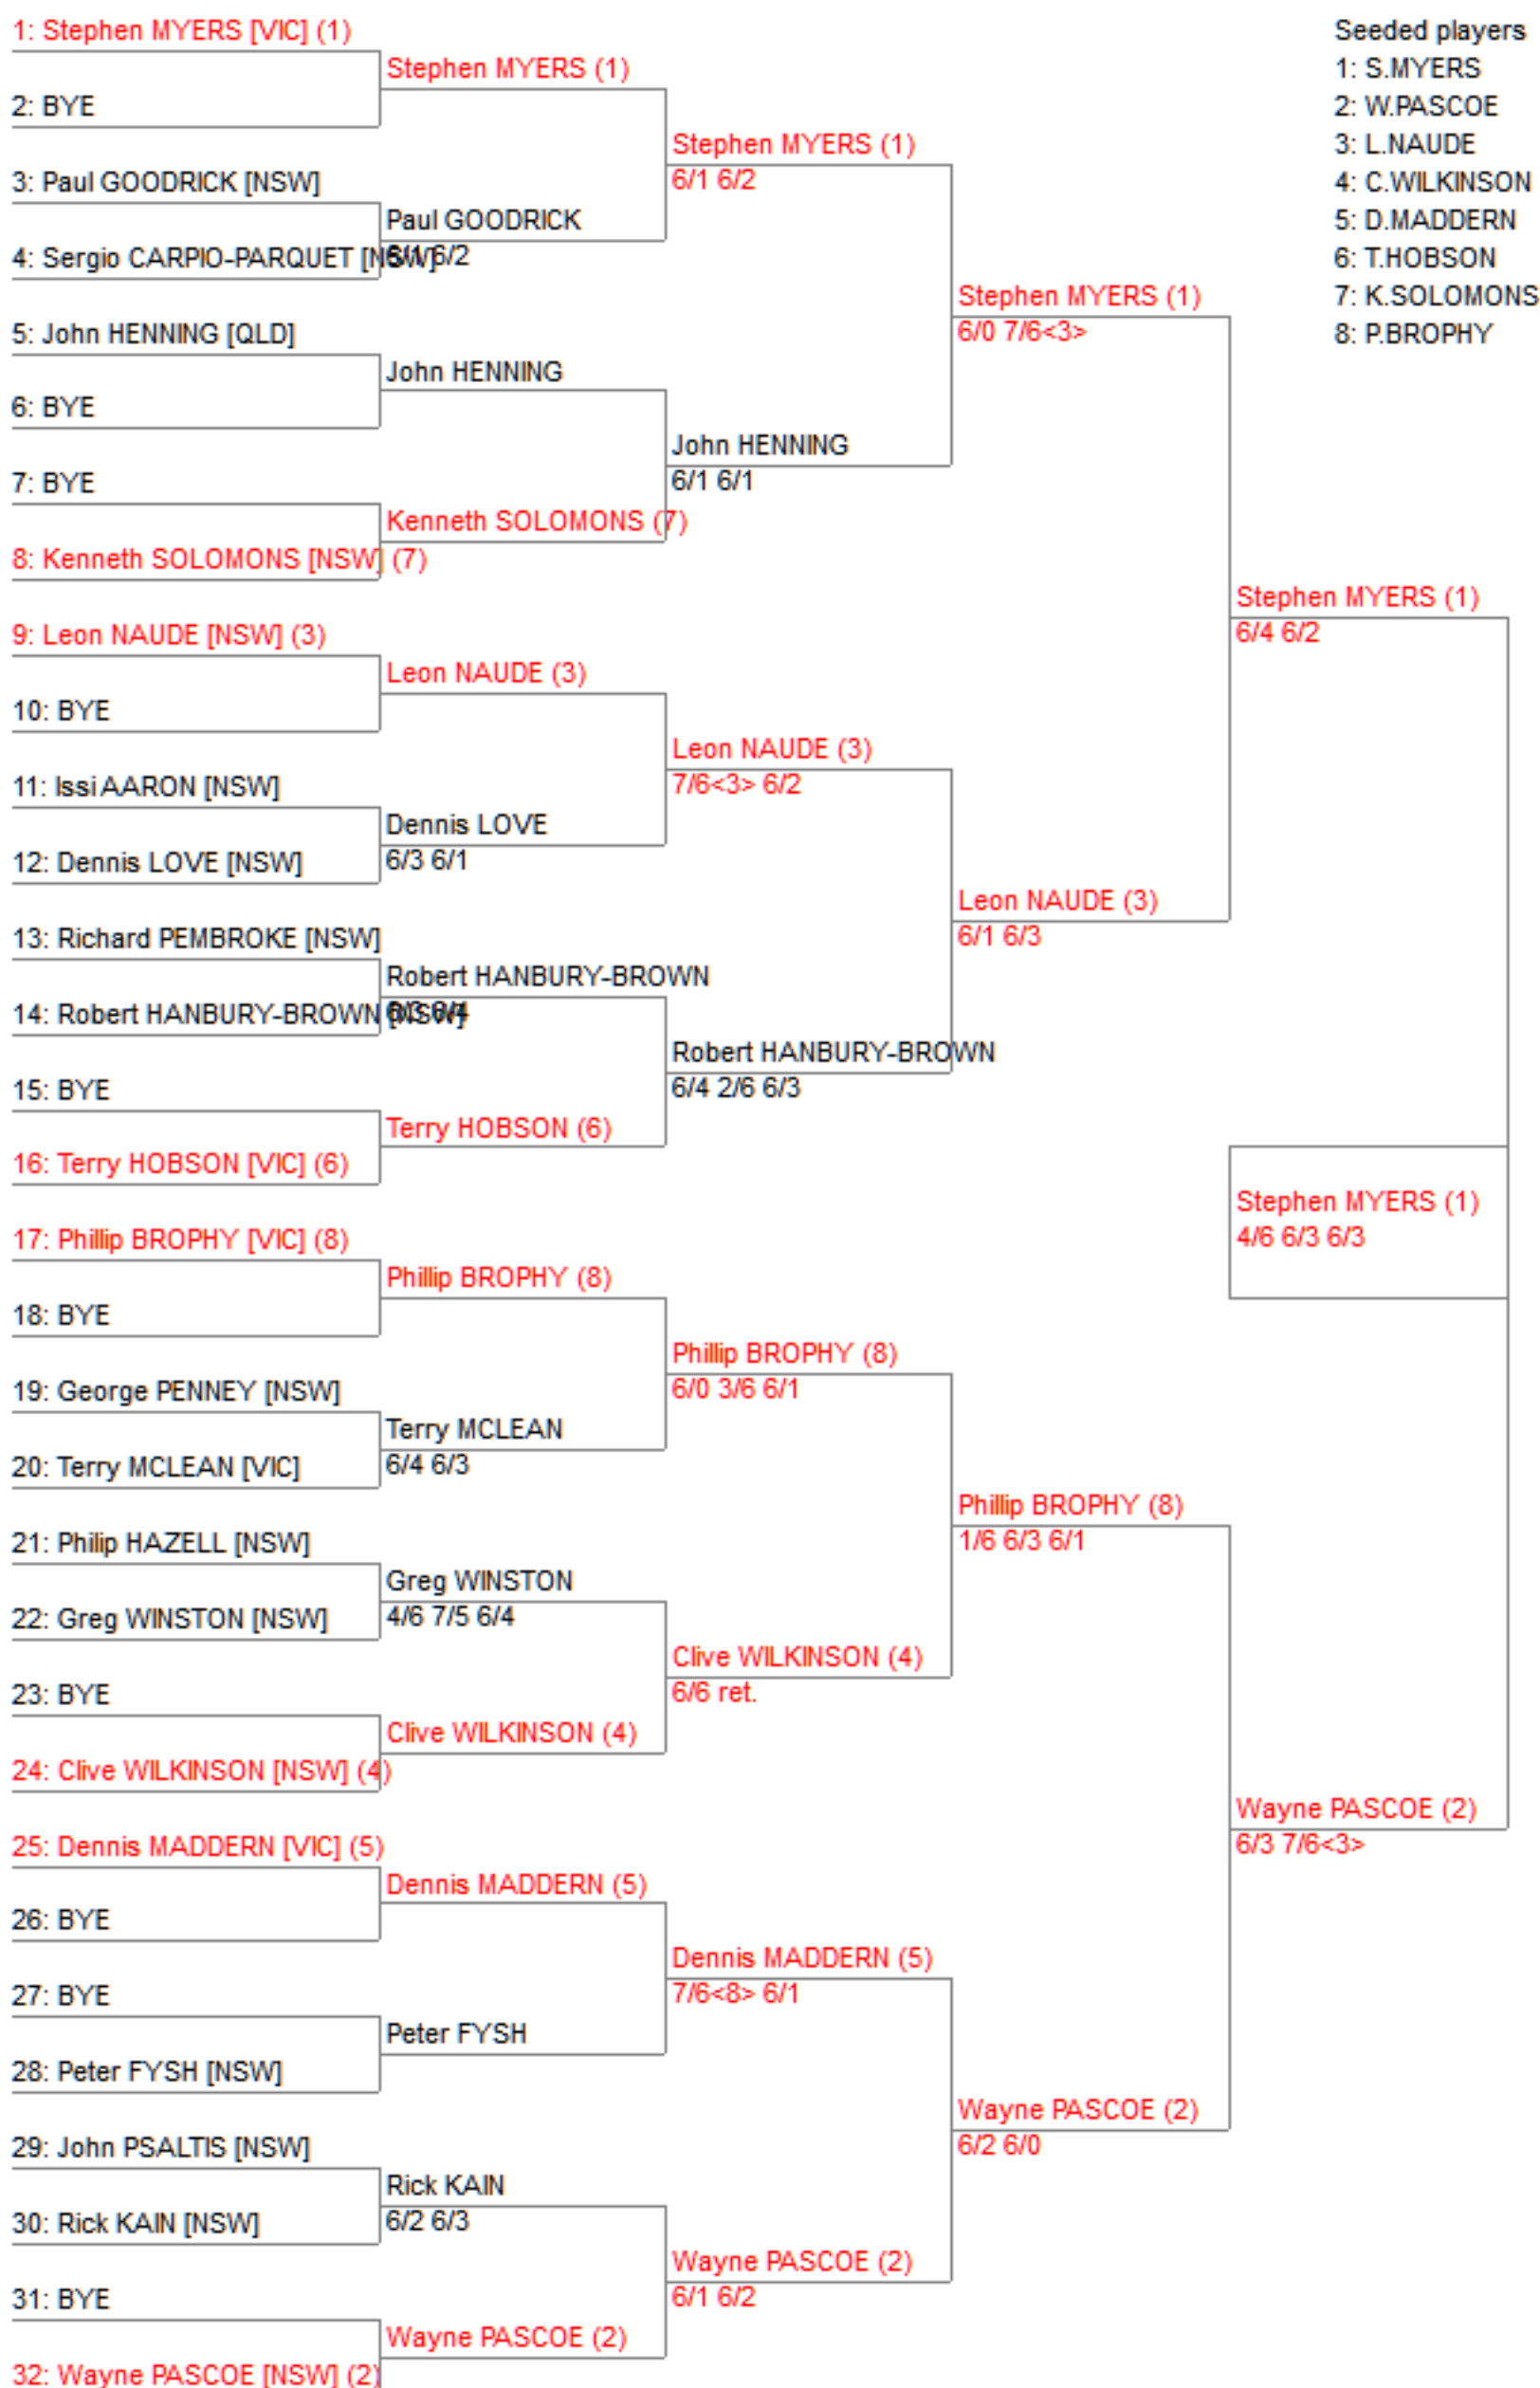 1: Stephen MYERS [VIC] (1)
2: BYE
3: Paul GOODRICK [NSW]
4: Sergio CARPIO-PARQUET [NSW]
5: John HENNING [QLD]
6: BYE
7: BYE
8: Kenneth SOLOMONS [NSW] (7)
9: Leon NAUDE [NSW] (3)
10: BYE
11: Issi AARON [NSW]
12: Dennis LOVE [NSW]
13: Richard PEMBROKE [NSW]
14: Robert HANBURY-BROWN [NSW]
15: BYE
16: Terry HOBSON [VIC] (6)
17: Phillip BROPHY [VIC] (8)
18: BYE
19: George PENNEY [NSW]
20: Terry MCLEAN [VIC]
21: Philip HAZELL [NSW]
22: Greg WINSTON [NSW]
23: BYE
24: Clive WILKINSON [NSW] (4)
25: Dennis MADDERN [VIC] (5)
26: BYE
27: BYE
28: Peter FYSH [NSW]
29: John PSALTIS [NSW]
30: Rick KAIN [NSW]
31: BYE
32: Wayne PASCOE [NSW] (2)
Stephen MYERS (1)
Paul GOODRICK
6/1 6/2
John HENNING
Kenneth SOLOMONS (7)
Leon NAUDE (3)
Dennis LOVE
6/3 6/1
Robert HANBURY-BROWN
Terry HOBSON (6)
Phillip BROPHY (8)
Terry MCLEAN
6/4 6/3
Greg WINSTON
4/6 7/5 6/4
Clive WILKINSON (4)
Dennis MADDERN (5)
Peter FYSH
Rick KAIN
6/2 6/3
Wayne PASCOE (2)
Stephen MYERS (1)
6/1 6/2
John HENNING
6/1 6/1
Leon NAUDE (3)
7/6<3> 6/2
Robert HANBURY-BROWN
6/4 2/6 6/3
Phillip BROPHY (8)
6/0 3/6 6/1
Clive WILKINSON (4)
6/6 ret.
Dennis MADDERN (5)
7/6<8> 6/1
Wayne PASCOE (2)
6/1 6/2
Stephen MYERS (1)
6/0 7/6<3>
Leon NAUDE (3)
6/1 6/3
Phillip BROPHY (8)
1/6 6/3 6/1
Wayne PASCOE (2)
6/2 6/0
Stephen MYERS (1)
6/4 6/2
Wayne PASCOE (2)
6/3 7/6<3>
Stephen MYERS (1)
4/6 6/3 6/3
Seeded players
1: S.MYERS
2: W.PASCOE
3: L.NAUDE
4: C.WILKINSON
5: D.MADDERN
6: T.HOBSON
7: K.SOLOMONS
8: P.BROPHY